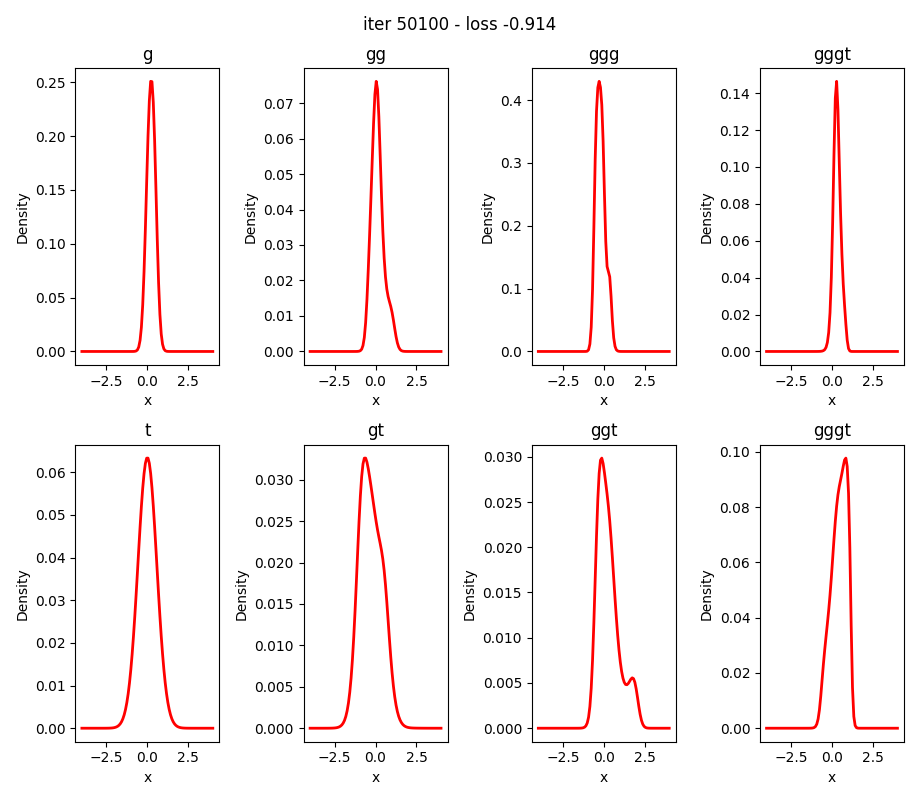 iter 50100 - loss -0.914
g
gg
ggg
gggt
0.25
0.20
0.15
0.10
0.05
0.00
Density
−2.5 0.0 2.5
x
0.07
0.06
0.05
0.04
0.03
0.02
0.01
0.00
Density
−2.5 0.0 2.5
x
0.4
0.3
0.2
0.1
0.0
Density
−2.5 0.0 2.5
x
0.14
0.12
0.10
0.08
0.06
0.04
0.02
0.00
Density
−2.5 0.0 2.5
x
t
gt
ggt
gggt
0.06
0.05
0.04
0.03
0.02
0.01
0.00
Density
−2.5 0.0 2.5
x
0.030
0.025
0.020
0.015
0.010
0.005
0.000
Density
−2.5 0.0 2.5
x
0.030
0.025
0.020
0.015
0.010
0.005
0.000
Density
−2.5 0.0 2.5
x
0.10
0.08
0.06
0.04
0.02
0.00
Density
−2.5 0.0 2.5
x